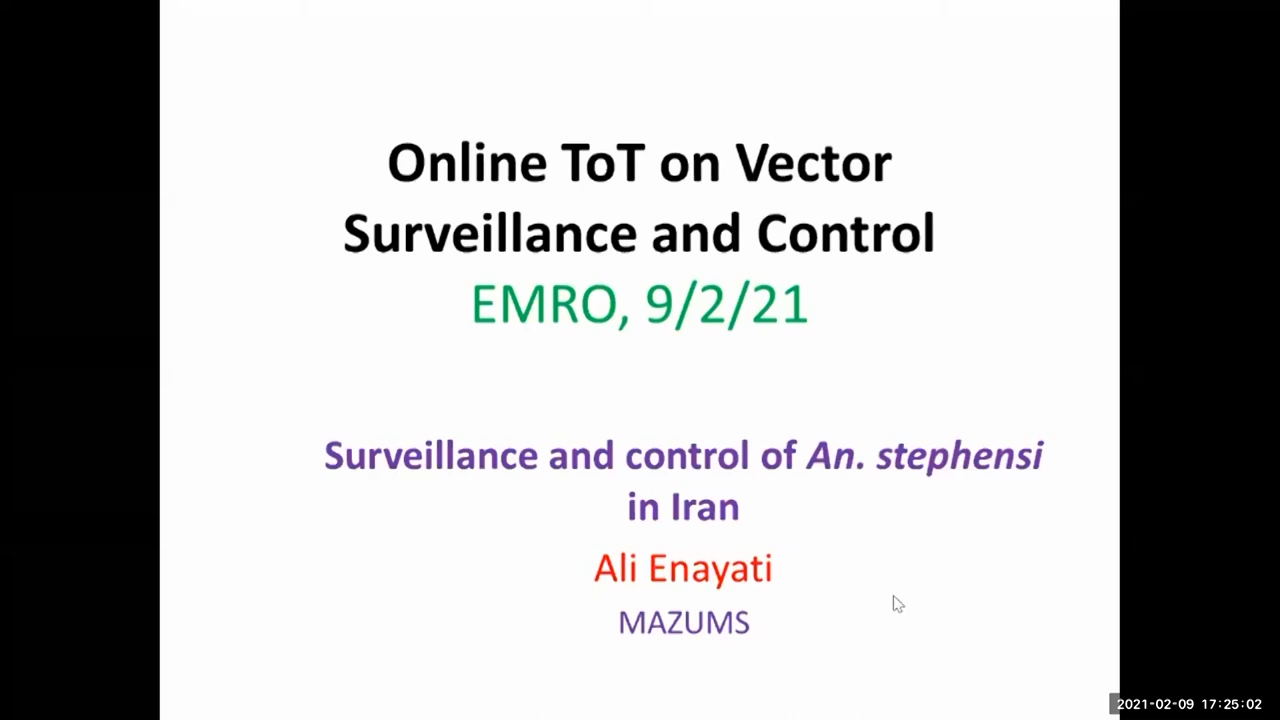 Online ToT on Vector
Surveillance and Control
EMRO, 9/2/21
Surveillance and control of An. stephensi
in Iran
Ali Enayati
MAZUMS
2021-02-09 17:25:02